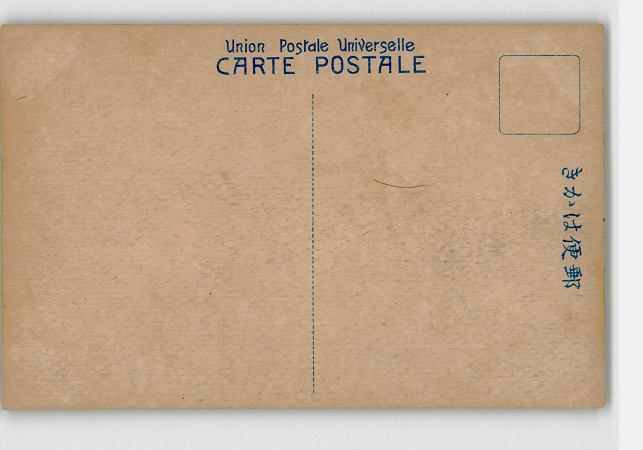 Union Postale Universelle
CARTE POSTALE
きかは便郵